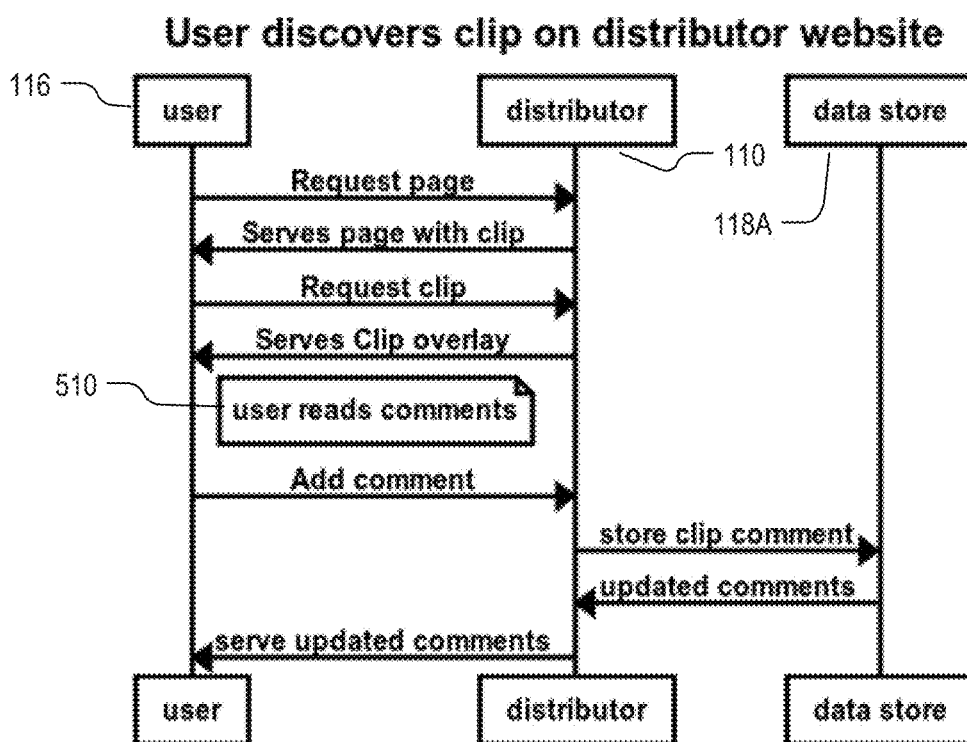 User discovers clip on distributor website
116
user
distributor
data store
110
118A
Request page
Serves page with clip
Request clip
Serves Clip overlay
510
user reads comments
Add comment
store clip comment
updated comments
serve updated comments
user
distributor
data store